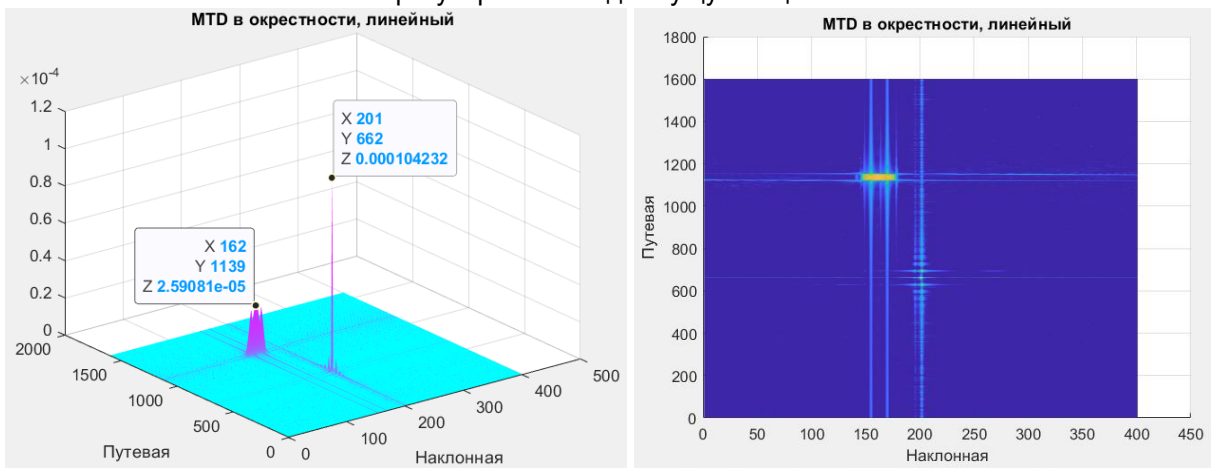 MTD в окрестности, линейный
×10-4
1.2
1
0.8
0.6
0.4
0.2
0
2000
1500
1000
500
0
0
100
200
300
400
500
Путевая
Наклонная
X 201
Y 662
Z 0.000104232
X 162
Y 1139
Z 2.59081e-05
MTD в окрестности, линейный
1800
1600
1400
1200
1000
800
600
400
200
0
0 50 100 150 200 250 300 350 400 450
Путевая
Наклонная